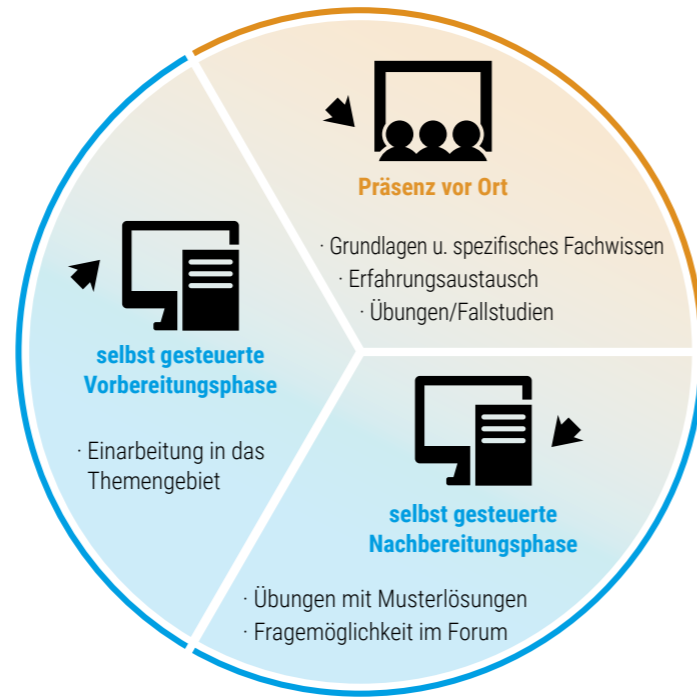 Präsenz vor Ort
· Grundlagen u. spezifisches Fachwissen
· Erfahrungsaustausch
· Übungen/Fallstudien
selbst gesteuerte
Vorbereitungsphase
· Einarbeitung in das
Themengebiet
selbst gesteuerte
Nachbereitungsphase
· Übungen mit Musterlösungen
· Fragemöglichkeit im Forum